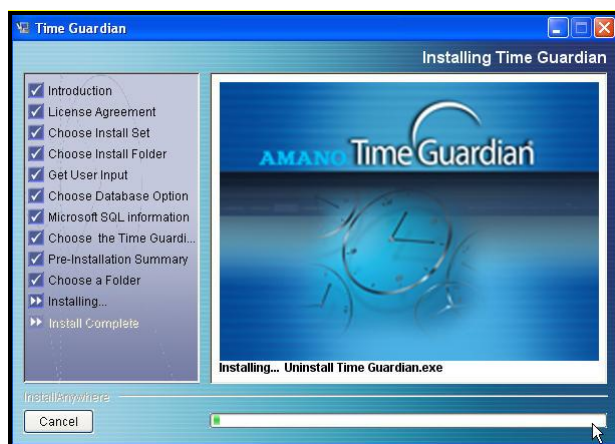 Time Guardian
Installing Time Guardian
Introduction
License Agreement
Choose Install Set
Choose Install Folder
Get User Input
Choose Database Option
Microsoft SQL information
Choose the Time Guardi...
Pre-Installation Summary
Choose a Folder
Installing...
Install Complete
AMANO Time Guardian
Installing... Uninstall Time Guardian.exe
InstallAnywhere
Cancel